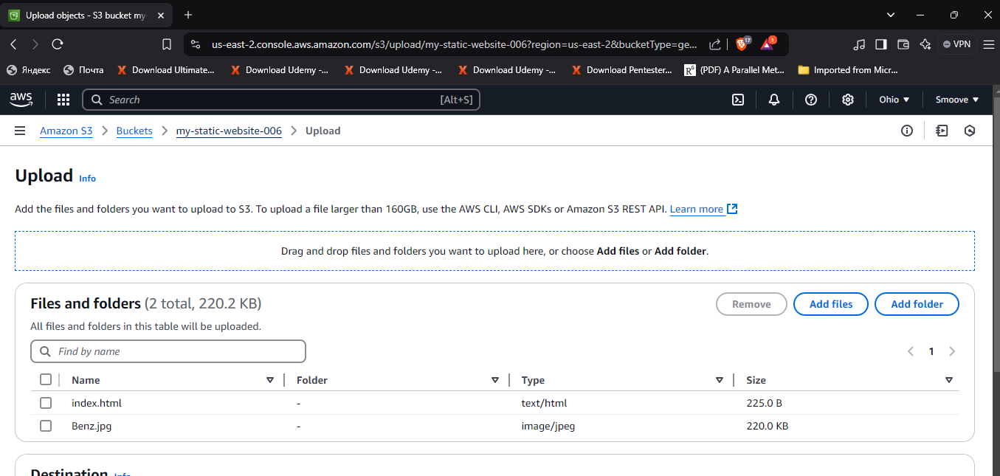 Upload objects - S3 bucket my-
us-east-2.console.aws.amazon.com/s3/upload/my-static-website-006?region=us-east-2&bucketType=ge... 17 1 VPN
Яндекс Почта Download Ultimate... Download Udemy -... Download Udemy -... Download Udemy -... Download Pentester... R6 (PDF) A Parallel Met... Imported from Micr...
aws Search [Alt+S] Ohio Smoove
Amazon S3 Buckets my-static-website-006 Upload
Upload Info
Add the files and folders you want to upload to S3. To upload a file larger than 160GB, use the AWS CLI, AWS SDKs or Amazon S3 REST API. Learn more
Drag and drop files and folders you want to upload here, or choose Add files or Add folder.
Files and folders (2 total, 220.2 KB) Remove Add files Add folder
All files and folders in this table will be uploaded.
Find by name 1
Name Folder Type Size
index.html - text/html 225.0 B
Benz.jpg - image/jpeg 220.0 KB
Destination Info